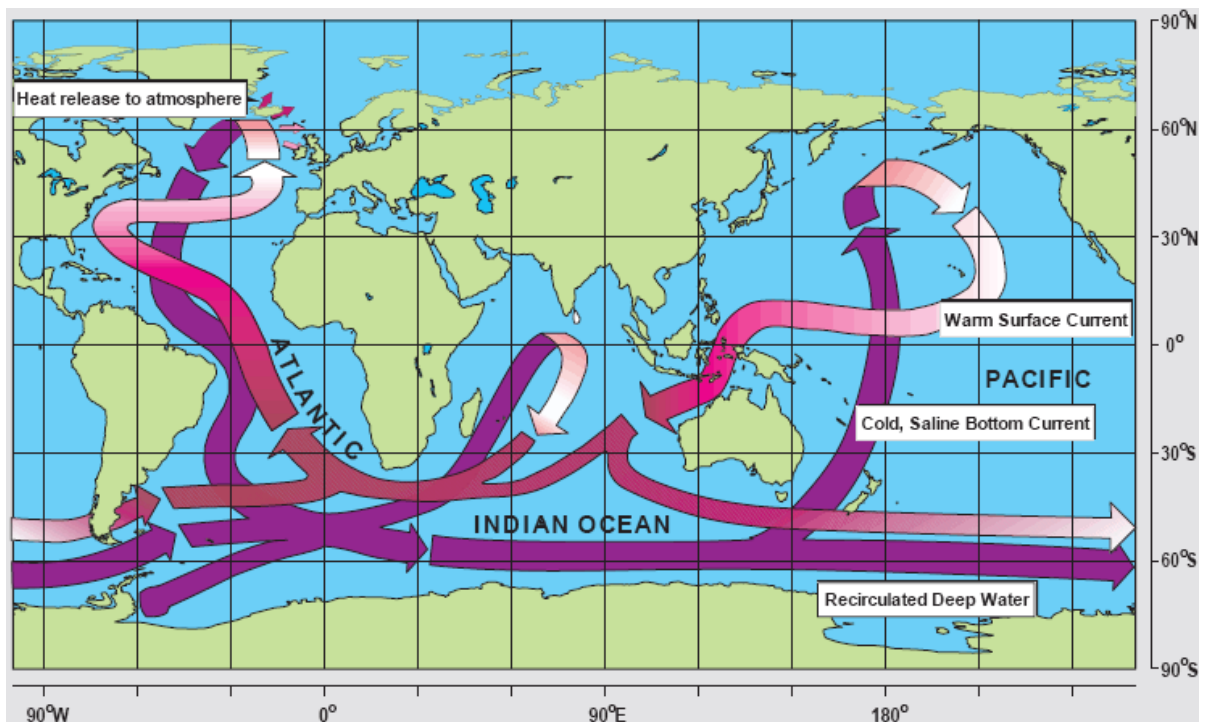 90°N
Heat release to atmosphere
60°N
30°N
Warm Surface Current
0°
ATLANTIC
PACIFIC
Cold, Saline Bottom Current
30°S
INDIAN OCEAN
60°S
Recirculated Deep Water
90°S
90°W 0° 90°E 180°